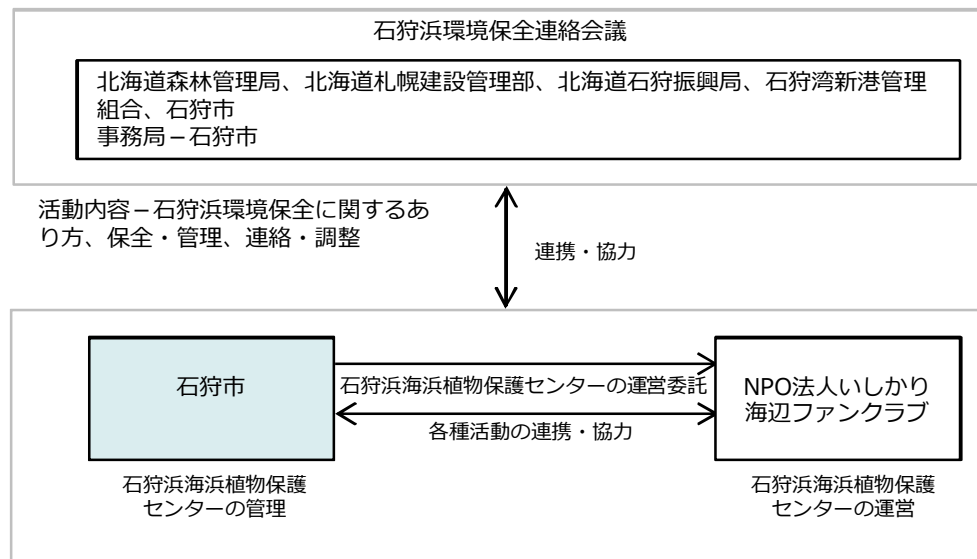 石狩浜環境保全連絡会議
北海道森林管理局、北海道札幌建設管理部、北海道石狩振興局、石狩湾新港管理
組合、石狩市
事務局－石狩市
活動内容－石狩浜環境保全に関するあ
り方、保全・管理、連絡・調整
連携・協力
石狩市
石狩浜海浜植物保護センターの運営委託
各種活動の連携・協力
NPO法人いしかり
海辺ファンクラブ
石狩浜海浜植物保護
センターの管理
石狩浜海浜植物保護
センターの運営